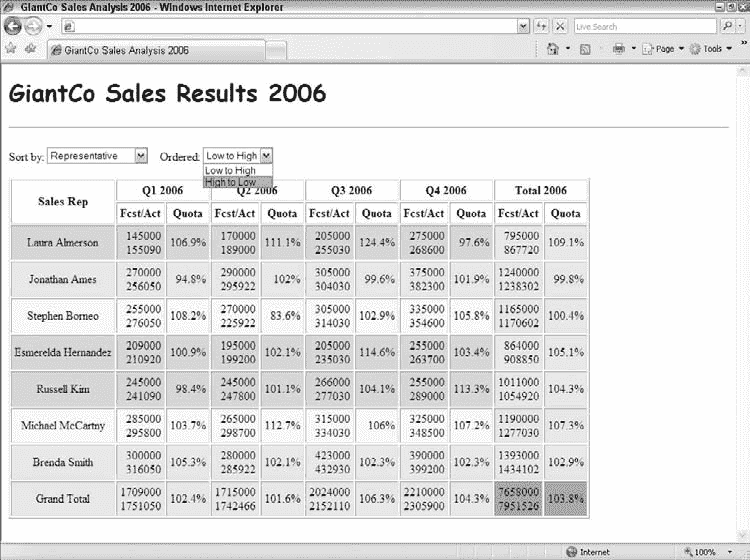 GiantCo Sales Analysis 2006 - Windows Internet Explorer
Live Search
GiantCo Sales Analysis 2006
Page
Tools
GiantCo Sales Results 2006
Sort by: Representative Ordered: Low to High
Low to High
High to Low
Sales Rep Q1 2006 Q2 2006 Q3 2006 Q4 2006 Total 2006
Fcst/Act Quota Fcst/Act Quota Fcst/Act Quota Fcst/Act Quota Fcst/Act Quota
Laura Almerson 145000 155090 106.9% 170000 189000 111.1% 205000 255030 124.4% 275000 268600 97.6% 795000 867720 109.1%
Jonathan Ames 270000 256050 94.8% 290000 295922 102% 305000 304030 99.6% 375000 382300 101.9% 1240000 1238302 99.8%
Stephen Borneo 255000 276050 108.2% 270000 225922 83.6% 305000 314030 102.9% 335000 354600 105.8% 1165000 1170602 100.4%
Esmerelda Hernandez 209000 210920 100.9% 195000 199200 102.1% 205000 235030 114.6% 255000 263700 103.4% 864000 908850 105.1%
Russell Kim 245000 241090 98.4% 245000 247800 101.1% 266000 277030 104.1% 255000 289000 113.3% 1011000 1054920 104.3%
Michael McCartny 285000 295800 103.7% 265000 298700 112.7% 315000 334030 106% 325000 348500 107.2% 1190000 1277030 107.3%
Brenda Smith 300000 316050 105.3% 280000 285922 102.1% 423000 432930 102.3% 390000 399200 102.3% 1393000 1434102 102.9%
Grand Total 1709000 1751050 102.4% 1715000 1742466 101.6% 2024000 2152110 106.3% 2210000 2305900 104.3% 7658000 7951526 103.8%
Internet
100%